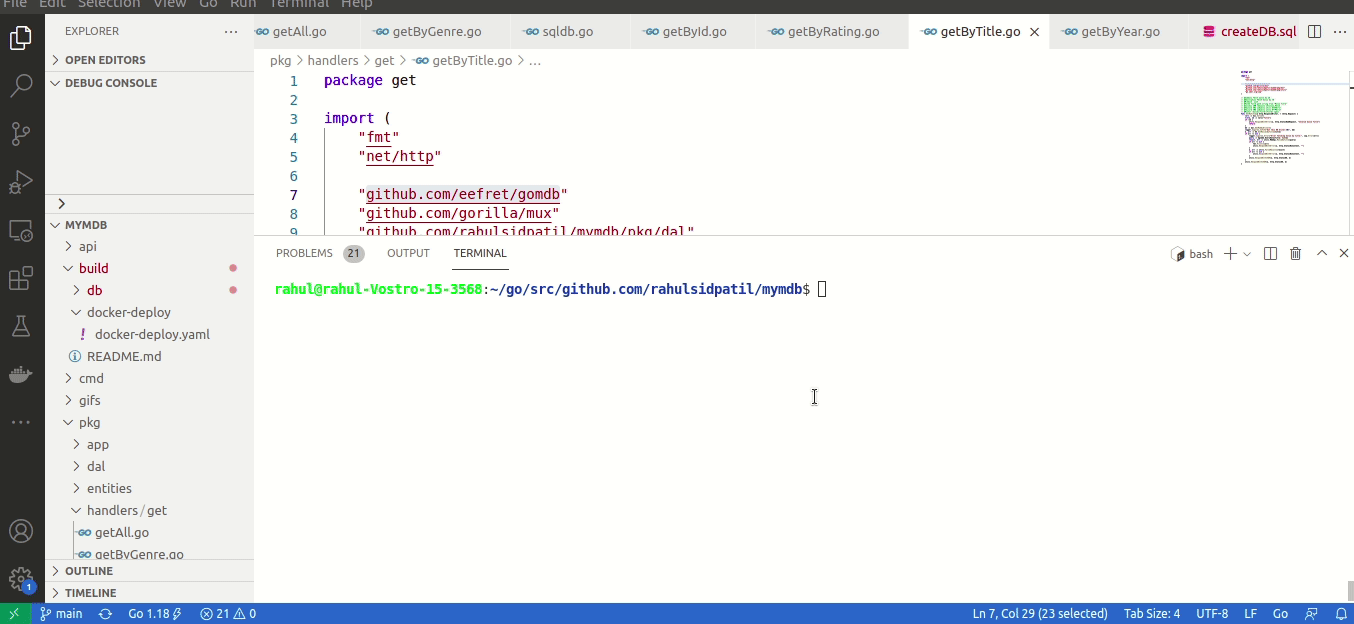 File Edit Selection View Go Run Terminal Help
EXPLORER
OPEN EDITORS
DEBUG CONSOLE
MYMDB
api
build
db
docker-deploy
! docker-deploy.yaml
README.md
cmd
gifs
pkg
app
dal
entities
handlers / get
getAll.go
getByGenre.go
OUTLINE
TIMELINE
getAll.go getByGenre.go sqldb.go getById.go getByRating.go getByTitle.go getByYear.go createDB.sql
pkg > handlers > get > getByTitle.go > ...
1 package get
2
3 import (
4 "fmt"
5 "net/http"
6
7 "github.com/eefret/gomdb"
8 "github.com/gorilla/mux"
9 "github.com/rahulsidpatil/mymdb/pkg/dal"
PROBLEMS 21 OUTPUT TERMINAL bash
rahul@rahul-Vostro-15-3568:~/go/src/github.com/rahulsidpatil/mymdb$
1
main Go 1.18 21 0 Ln 7, Col 29 (23 selected) Tab Size: 4 UTF-8 LF Go